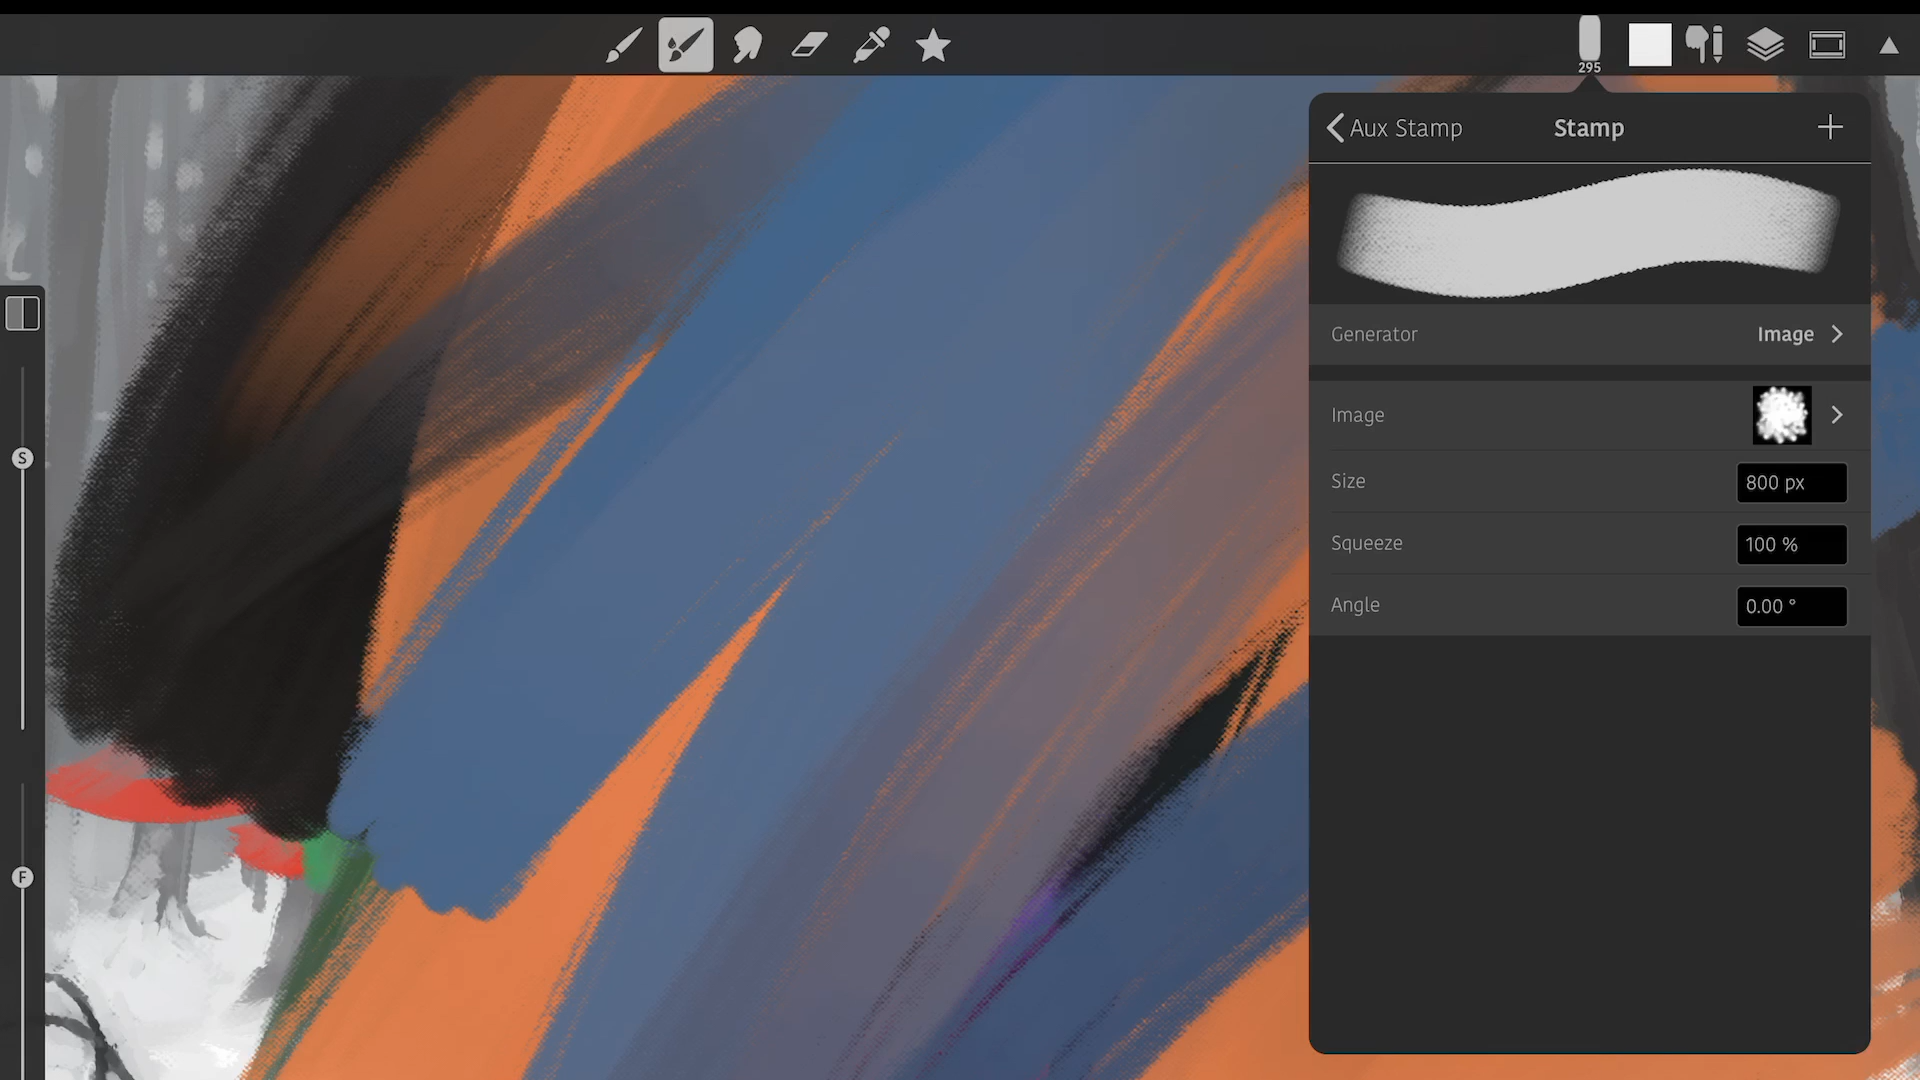 295
Aux Stamp
Stamp
Generator
Image
Image
Size
800 px
Squeeze
100 %
Angle
0.00 °
S
F